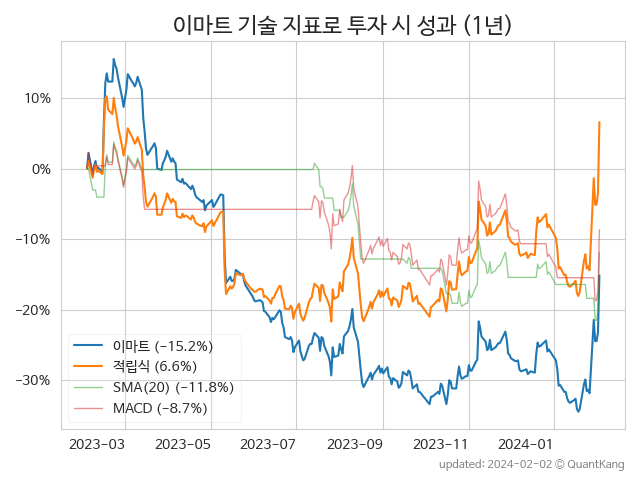 이마트 기술 지표로 투자 시 성과 (1년)
10%
0%
−10%
−20%
−30%
이마트 (−15.2%)
적립식 (6.6%)
SMA(20) (−11.8%)
MACD (−8.7%)
2023-03 2023-05 2023-07 2023-09 2023-11 2024-01
updated: 2024-02-02 © QuantKang